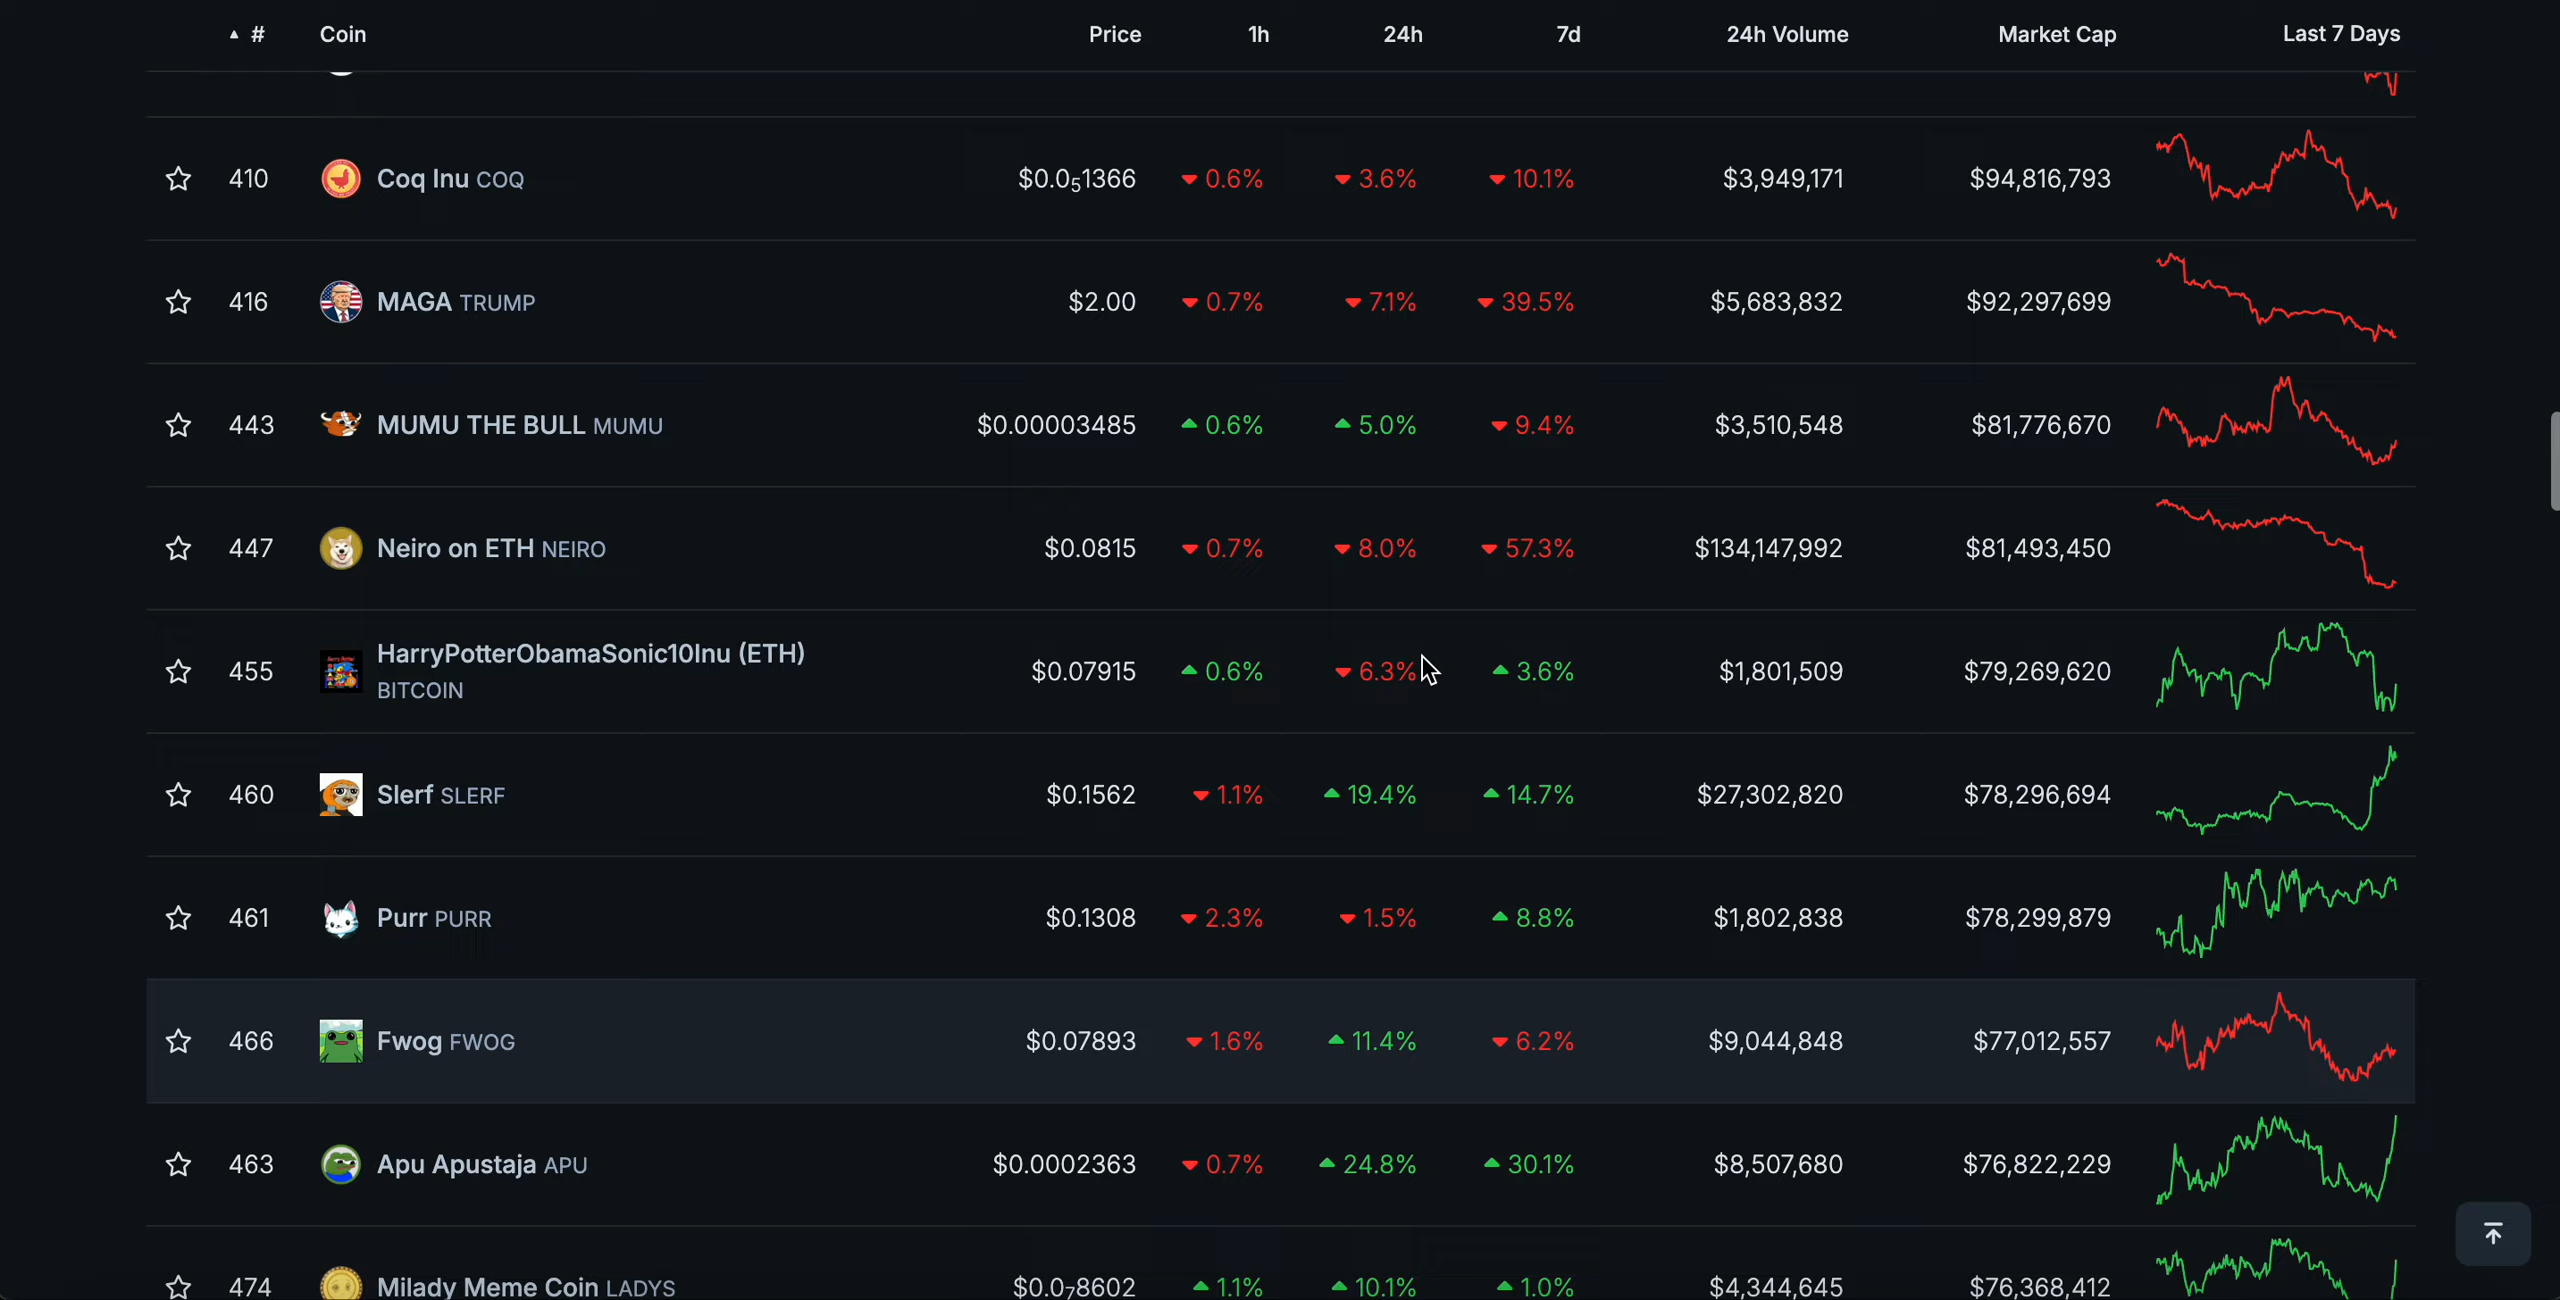 ▲ # Coin Price 1h 24h 7d 24h Volume Market Cap Last 7 Days
410 Coq Inu COQ $0.0₅1366 ▼ 0.6% ▼ 3.6% ▼ 10.1% $3,949,171 $94,816,793
416 MAGA TRUMP $2.00 ▼ 0.7% ▼ 7.1% ▼ 39.5% $5,683,832 $92,297,699
443 MUMU THE BULL MUMU $0.00003485 ▲ 0.6% ▲ 5.0% ▼ 9.4% $3,510,548 $81,776,670
447 Neiro on ETH NEIRO $0.0815 ▼ 0.7% ▼ 8.0% ▼ 57.3% $134,147,992 $81,493,450
455 HarryPotterObamaSonic10Inu (ETH)
BITCOIN $0.07915 ▲ 0.6% ▼ 6.3% ▲ 3.6% $1,801,509 $79,269,620
460 Slerf SLERF $0.1562 ▼ 1.1% ▲ 19.4% ▲ 14.7% $27,302,820 $78,296,694
461 Purr PURR $0.1308 ▼ 2.3% ▼ 1.5% ▲ 8.8% $1,802,838 $78,299,879
466 Fwog FWOG $0.07893 ▼ 1.6% ▲ 11.4% ▼ 6.2% $9,044,848 $77,012,557
463 Apu Apustaja APU $0.0002363 ▼ 0.7% ▲ 24.8% ▲ 30.1% $8,507,680 $76,822,229
474 Milady Meme Coin LADYS $0.0₇8602 ▲ 1.1% ▲ 10.1% ▲ 1.0% $4,344,645 $76,368,412